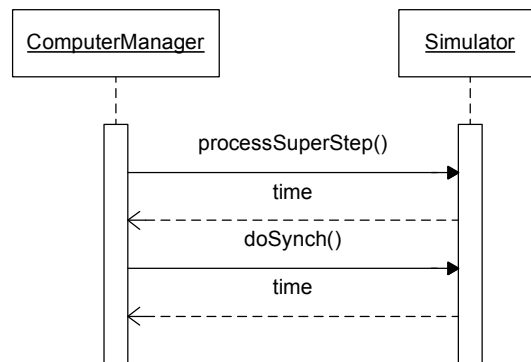 ComputerManager
Simulator
processSuperStep()
time
doSynch()
time